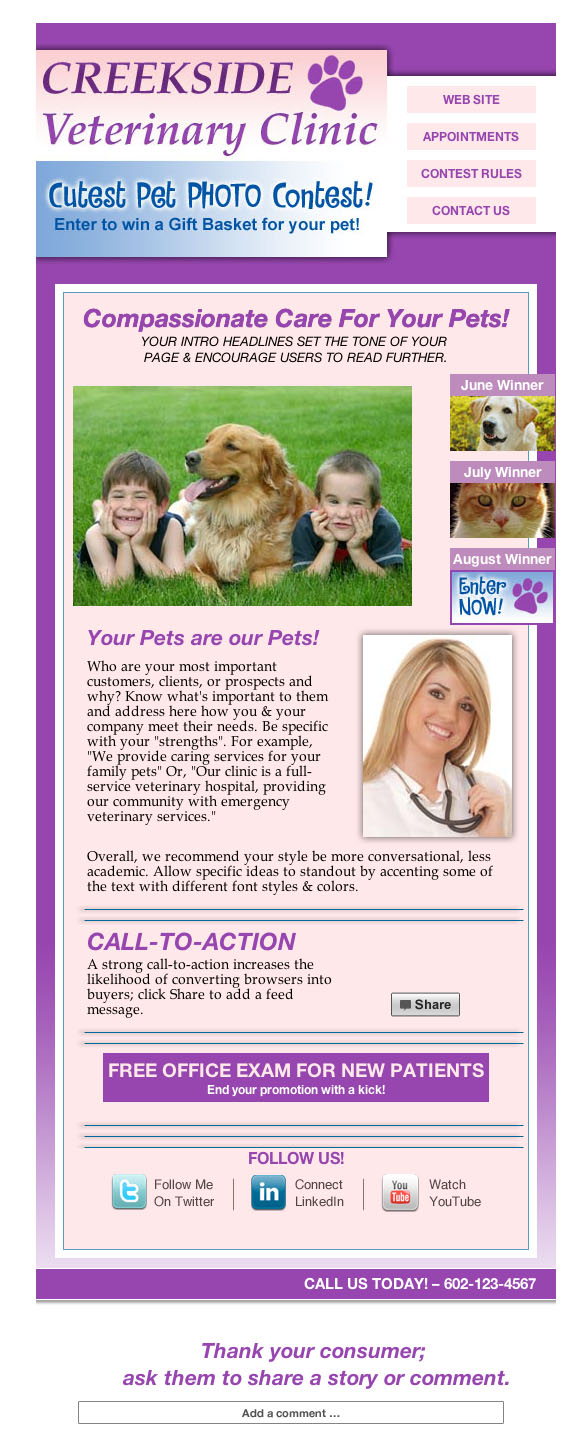 CREEKSIDE
Veterinary Clinic
Cutest Pet PHOTO Contest!
Enter to win a Gift Basket for your pet!
WEB SITE
APPOINTMENTS
CONTEST RULES
CONTACT US
Compassionate Care For Your Pets!
YOUR INTRO HEADLINES SET THE TONE OF YOUR
PAGE & ENCOURAGE USERS TO READ FURTHER.
June Winner
July Winner
August Winner
Enter
NOW!
Your Pets are our Pets!
Who are your most important
customers, clients, or prospects and
why? Know what's important to them
and address here how you & your
company meet their needs. Be specific
with your "strengths". For example,
"We provide caring services for your
family pets" Or, "Our clinic is a full-
service veterinary hospital, providing
our community with emergency
veterinary services."
Overall, we recommend your style be more conversational, less
academic. Allow specific ideas to standout by accenting some of
the text with different font styles & colors.
CALL-TO-ACTION
A strong call-to-action increases the
likelihood of converting browsers into
buyers; click Share to add a feed
message.
Share
FREE OFFICE EXAM FOR NEW PATIENTS
End your promotion with a kick!
FOLLOW US!
Follow Me
On Twitter
in
Connect
LinkedIn
You
Tube
Watch
YouTube
CALL US TODAY! – 602-123-4567
Thank your consumer;
ask them to share a story or comment.
Add a comment ...